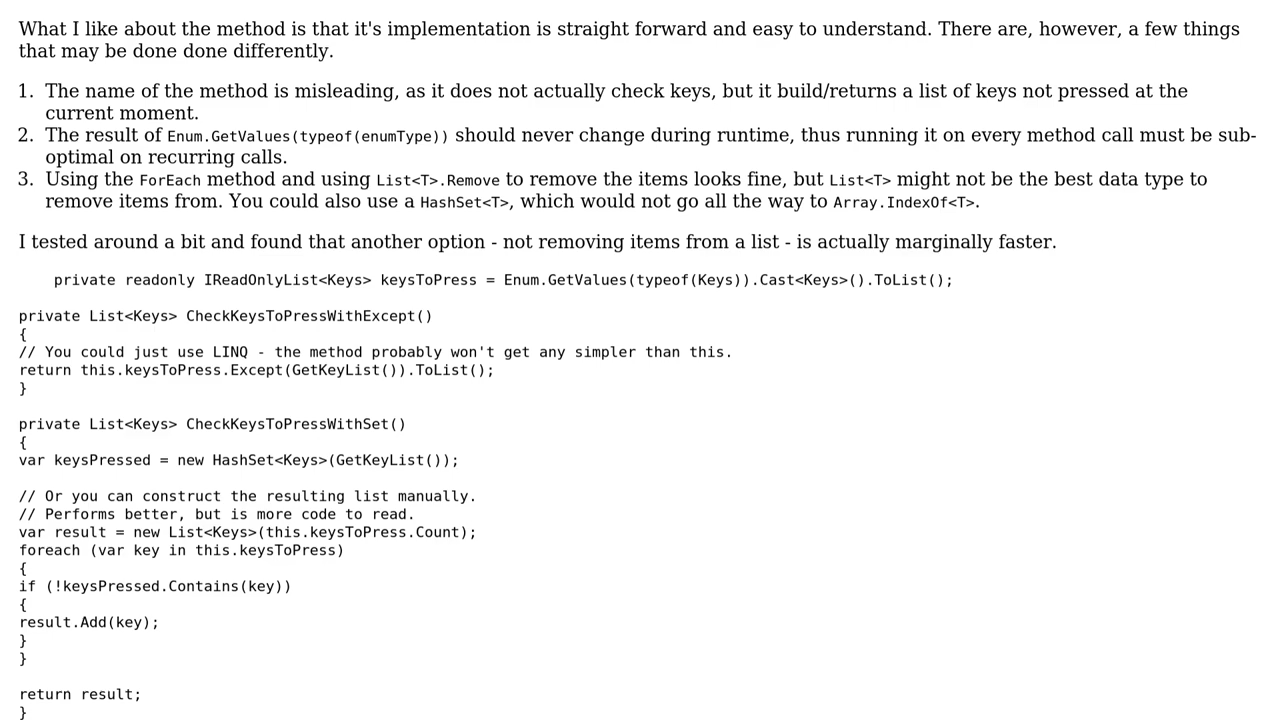 What I like about the method is that it's implementation is straight forward and easy to understand. There are, however, a few things
that may be done done differently.
1. The name of the method is misleading, as it does not actually check keys, but it build/returns a list of keys not pressed at the
current moment.
2. The result of Enum.GetValues(typeof(enumType)) should never change during runtime, thus running it on every method call must be sub-
optimal on recurring calls.
3. Using the ForEach method and using List<T>.Remove to remove the items looks fine, but List<T> might not be the best data type to
remove items from. You could also use a HashSet<T>, which would not go all the way to Array.IndexOf<T>.
I tested around a bit and found that another option - not removing items from a list - is actually marginally faster.
private readonly IReadOnlyList<Keys> keysToPress = Enum.GetValues(typeof(Keys)).Cast<Keys>().ToList();
private List<Keys> CheckKeysToPressWithExcept()
{
// You could just use LINQ - the method probably won't get any simpler than this.
return this.keysToPress.Except(GetKeyList()).ToList();
}
private List<Keys> CheckKeysToPressWithSet()
{
var keysPressed = new HashSet<Keys>(GetKeyList());
// Or you can construct the resulting list manually.
// Performs better, but is more code to read.
var result = new List<Keys>(this.keysToPress.Count);
foreach (var key in this.keysToPress)
{
if (!keysPressed.Contains(key))
{
result.Add(key);
}
}
return result;
}